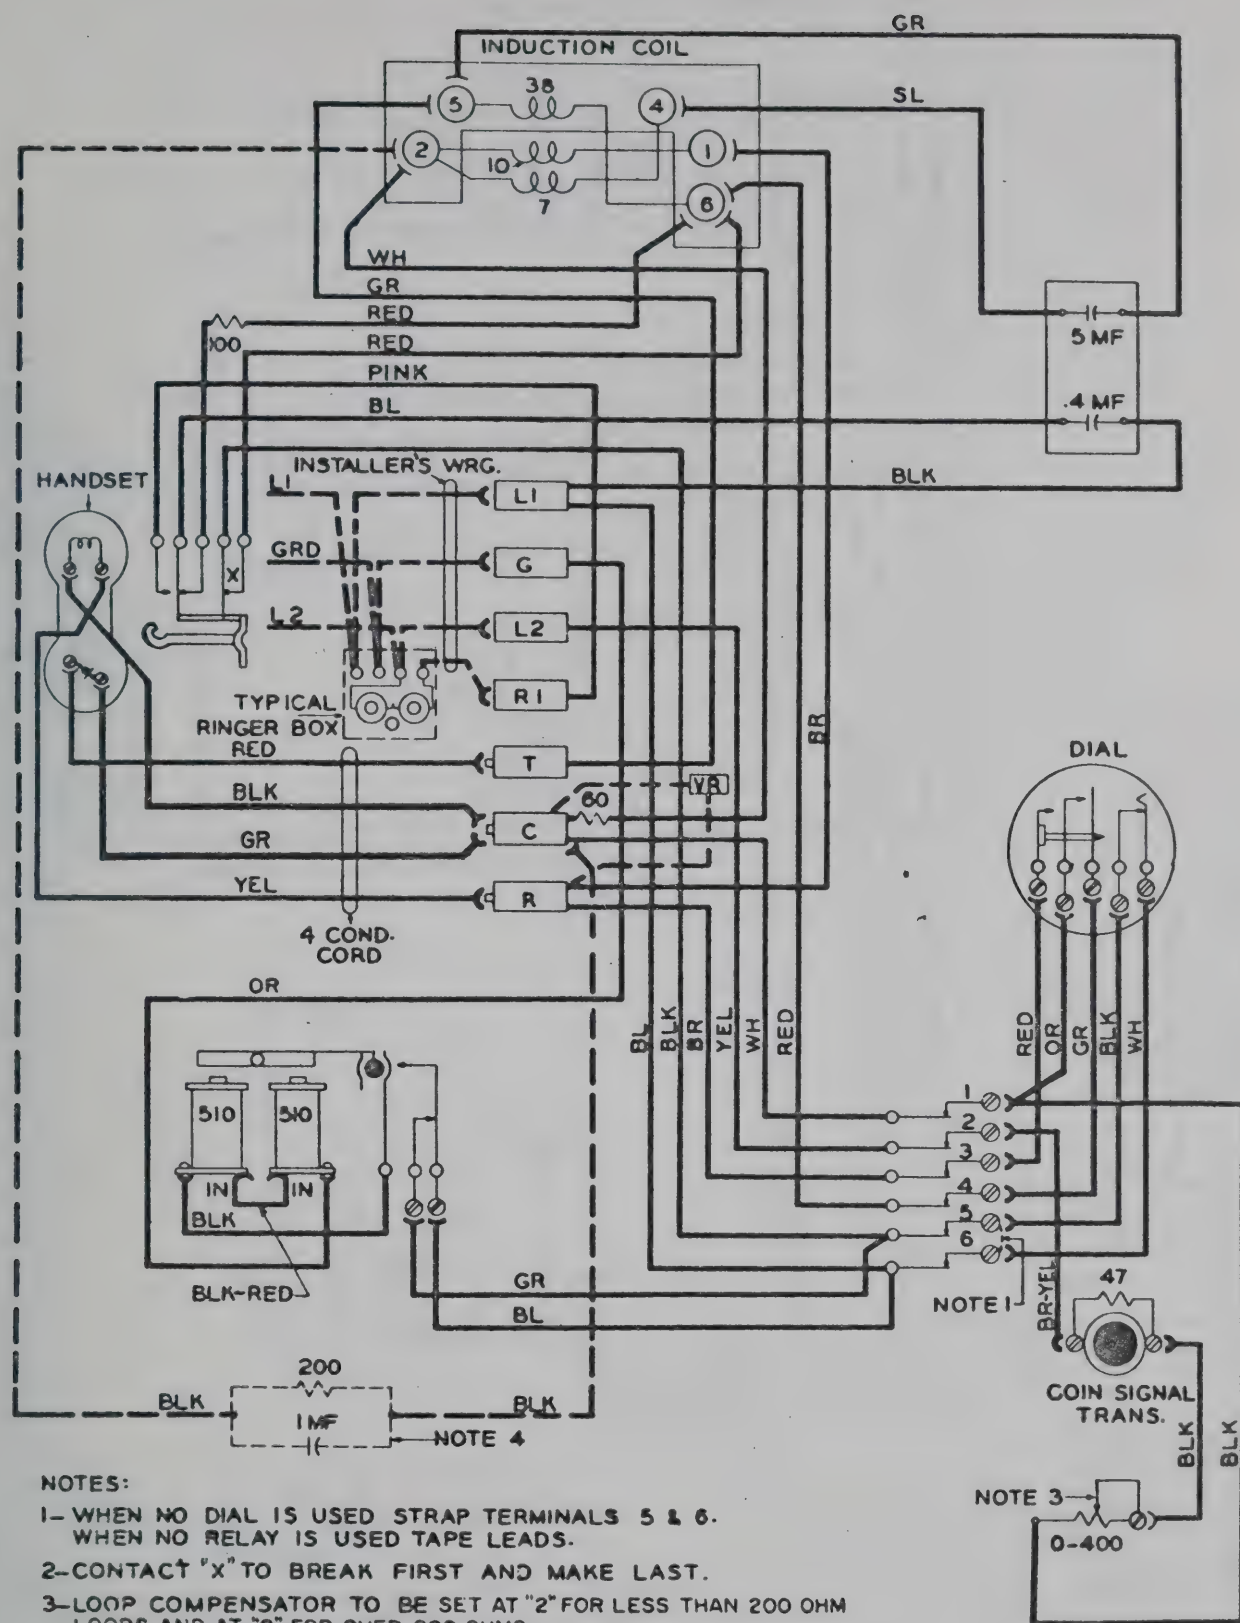 GR
INDUCTION COIL
38
5
4
SL
2
10
1
7
6
WH
GR
RED
100
RED
PINK
BL
5 MF
.4 MF
BLK
HANDSET
INSTALLER'S WRG.
L1
L1
GRD
G
X
L2
L2
R1
TYPICAL
RINGER BOX
RED
T
BLK
60
VR
C
GR
YEL
R
4 COND.
CORD
BR
DIAL
OR
BL
BLK
BR
YEL
WH
RED
RED
OR
GR
BLK
WH
510
510
IN
IN
BLK
BLK-RED
GR
BL
1
2
3
4
5
6
NOTE 1
BR-YEL
47
COIN SIGNAL
TRANS.
BLK
BLK
200
BLK
1 MF
BLK
NOTE 4
NOTE 3
0-400
NOTES:
1- WHEN NO DIAL IS USED STRAP TERMINALS 5 & 6.
WHEN NO RELAY IS USED TAPE LEADS.
2-CONTACT "X" TO BREAK FIRST AND MAKE LAST.
3-LOOP COMPENSATOR TO BE SET AT "2" FOR LESS THAN 200 OHM